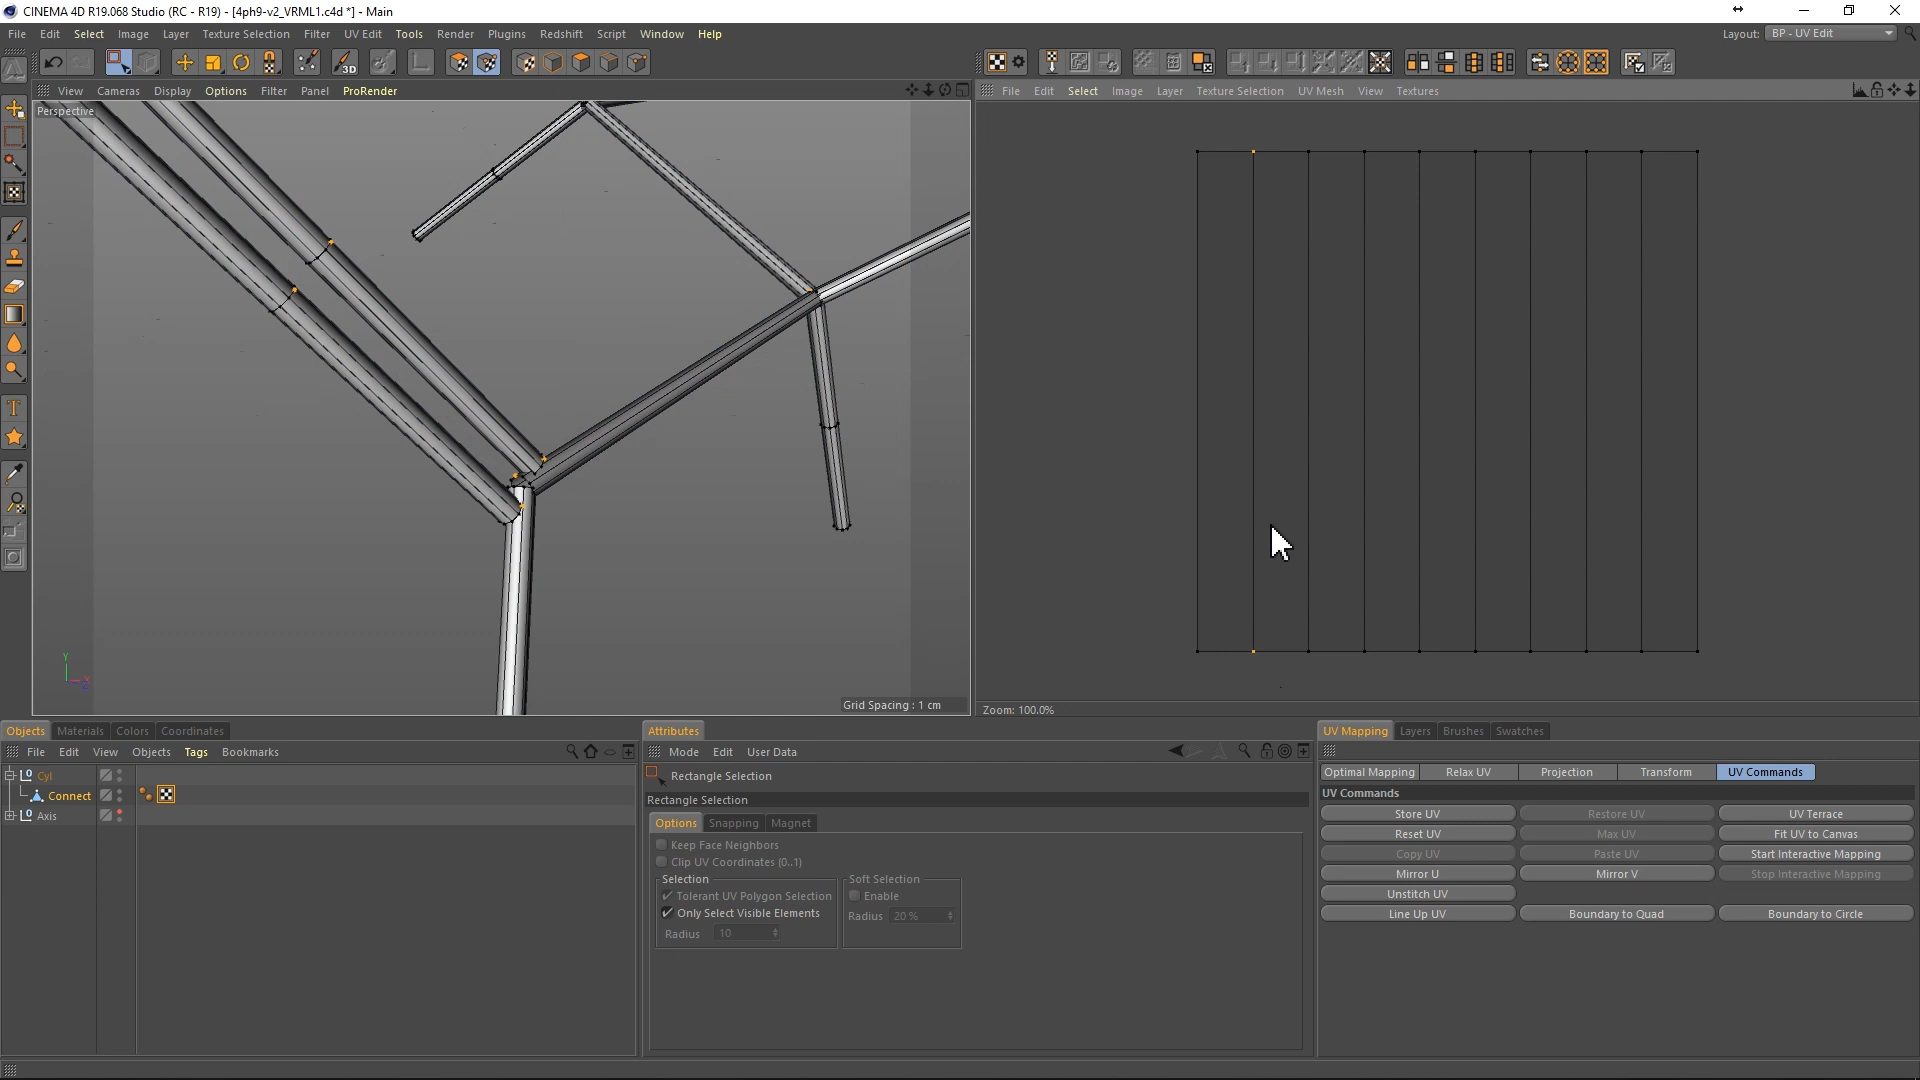 CINEMA 4D R19.068 Studio (RC - R19) - [4ph9-v2_VRML1.c4d *] - Main
File Edit Select Image Layer Texture Selection Filter UV Edit Tools Render Plugins Redshift Script Window Help
Layout: BP - UV Edit
View Cameras Display Options Filter Panel ProRender
File Edit Select Image Layer Texture Selection UV Mesh View Textures
Perspective
Y
Grid Spacing : 1 cm
Zoom: 100.0%
Objects Materials Colors Coordinates
File Edit View Objects Tags Bookmarks
Cyl
Connect
Axis
Attributes
Mode Edit User Data
Rectangle Selection
Rectangle Selection
Options Snapping Magnet
Keep Face Neighbors
Clip UV Coordinates (0..1)
Selection
Tolerant UV Polygon Selection
Only Select Visible Elements
Radius 10
Soft Selection
Enable
Radius 20 %
UV Mapping Layers Brushes Swatches
Optimal Mapping Relax UV Projection Transform UV Commands
UV Commands
Store UV Restore UV UV Terrace
Reset UV Max UV Fit UV to Canvas
Copy UV Paste UV Start Interactive Mapping
Mirror U Mirror V Stop Interactive Mapping
Unstitch UV
Line Up UV Boundary to Quad Boundary to Circle